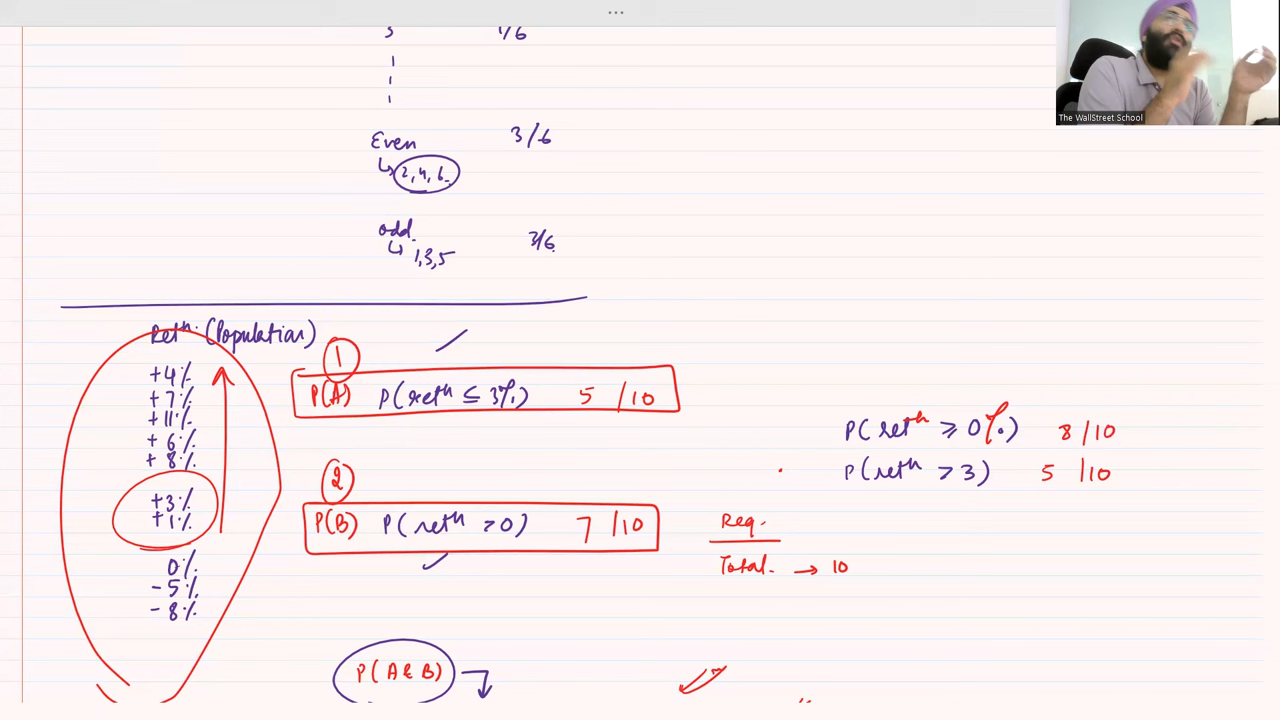 3 1/6
Even 3/6
2, 4, 6
odd. 3/6
1,3,5
Retn. (Population)
+4%
+7%
+11%
+6%
+8%
+3%
+1%
0%
-5%
-8%
1
P(A) P(retn ≤ 3%) 5 /10
2
P(B) P(retn >0) 7 /10
P(A & B)
P(retn ≥ 0%) 8 /10
P(retn > 3) 5 /10
Req.
Total. → 10
The WallStreet School